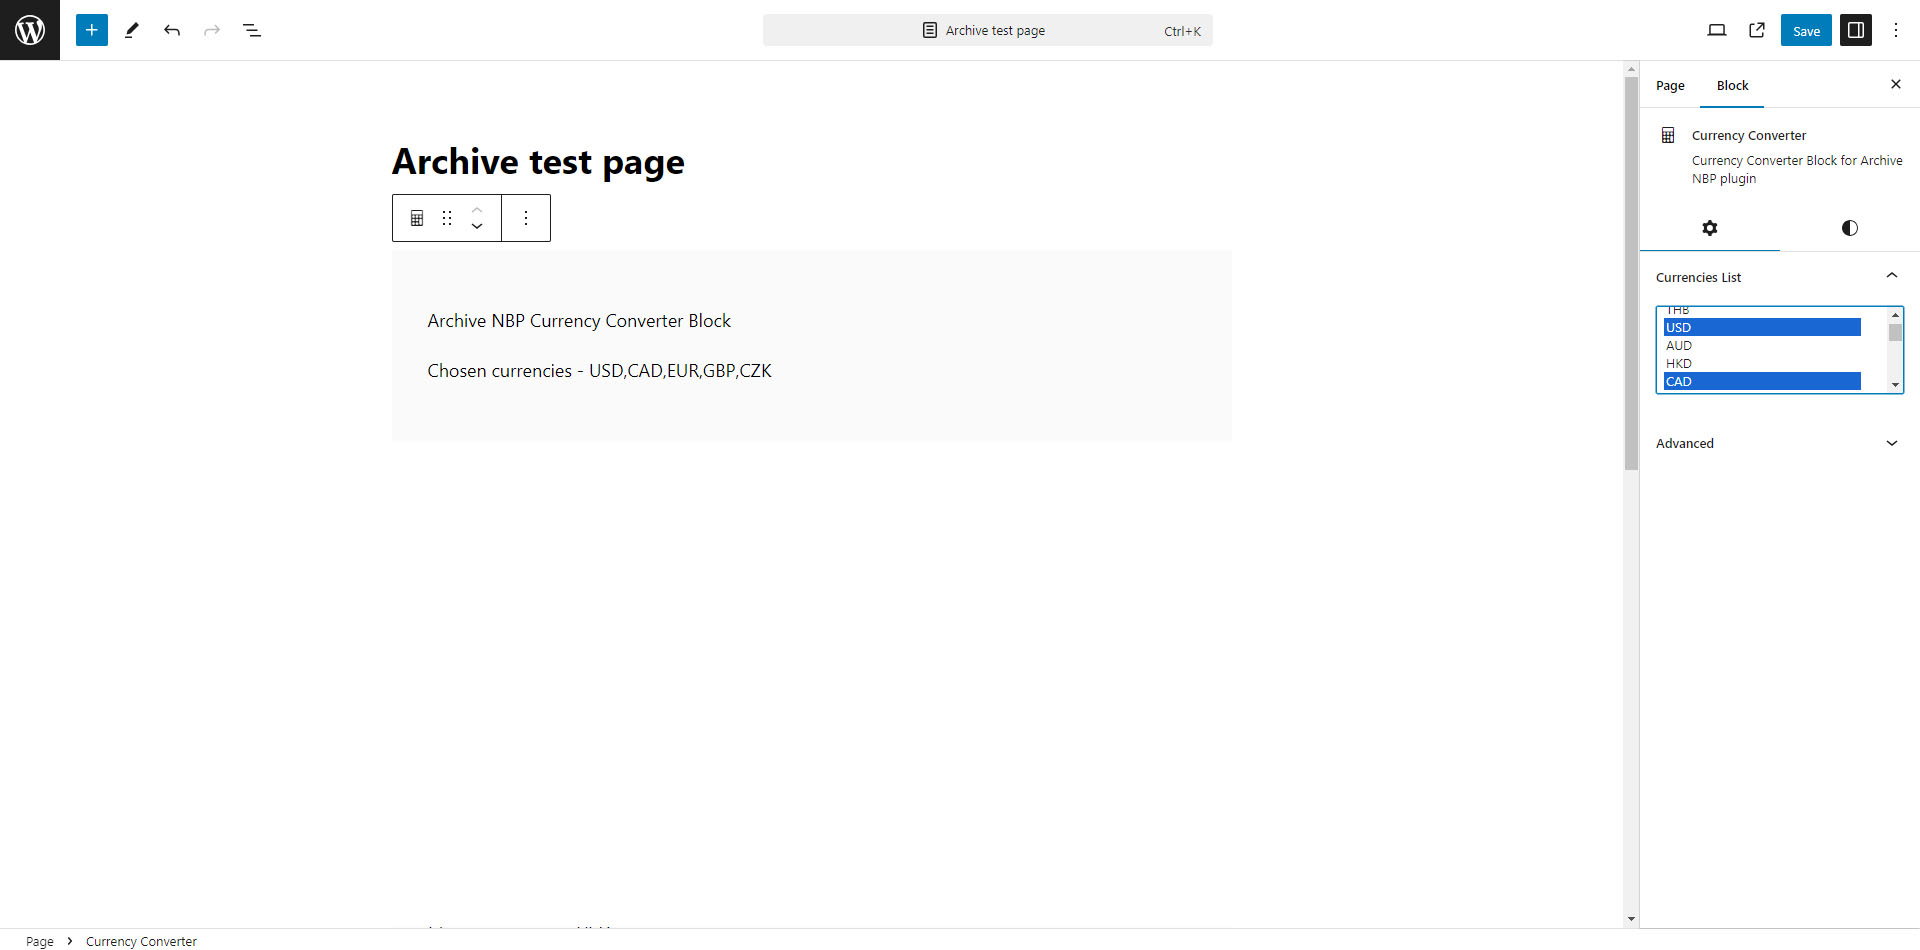 Archive test page
Ctrl+K
Save
Page
Block
Archive test page
Currency Converter
Currency Converter Block for Archive
NBP plugin
Archive NBP Currency Converter Block
Chosen currencies - USD,CAD,EUR,GBP,CZK
Currencies List
THB
USD
AUD
HKD
CAD
Advanced
Page
Currency Converter